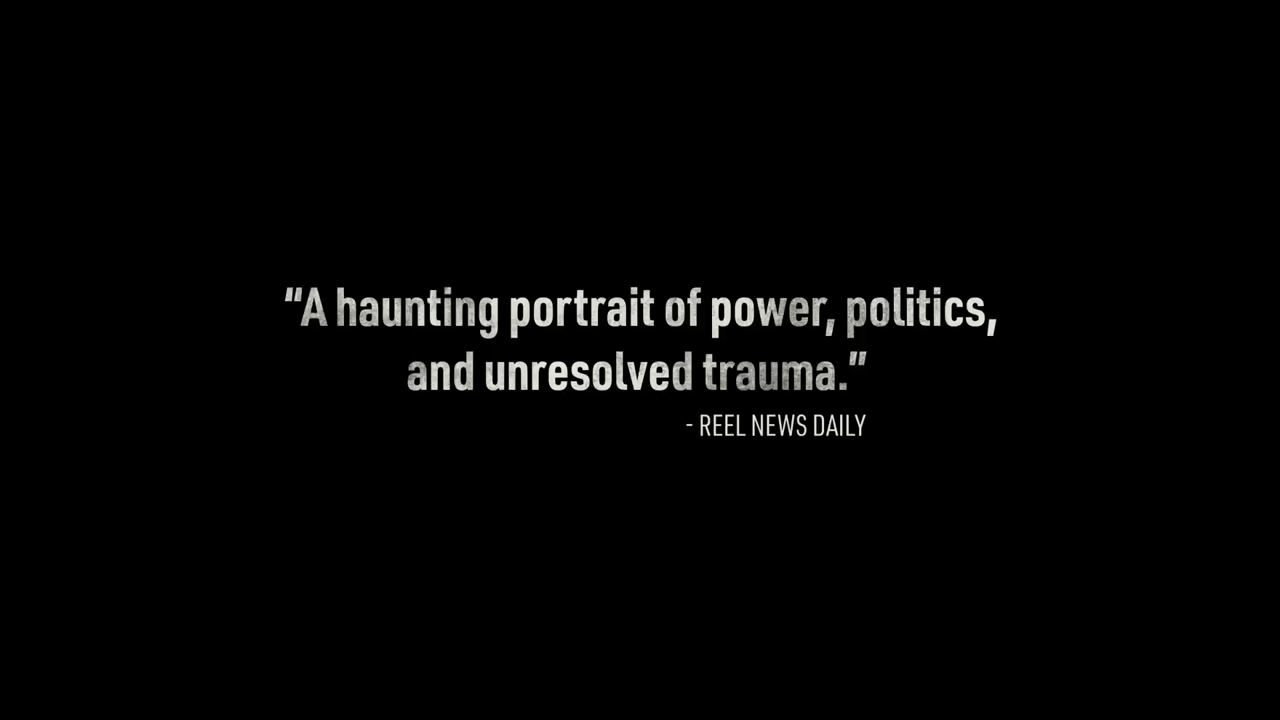 “A haunting portrait of power, politics,
and unresolved trauma.”
- REEL NEWS DAILY